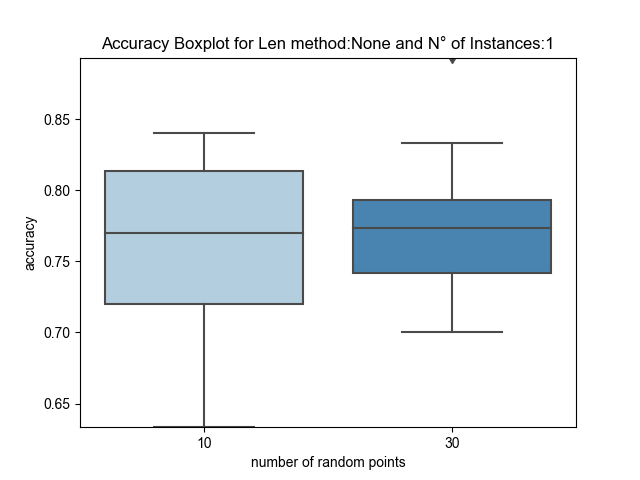 Accuracy Boxplot for Len method:None and N° of Instances:1
0.85
0.80
0.75
0.70
0.65
accuracy
10 30
number of random points